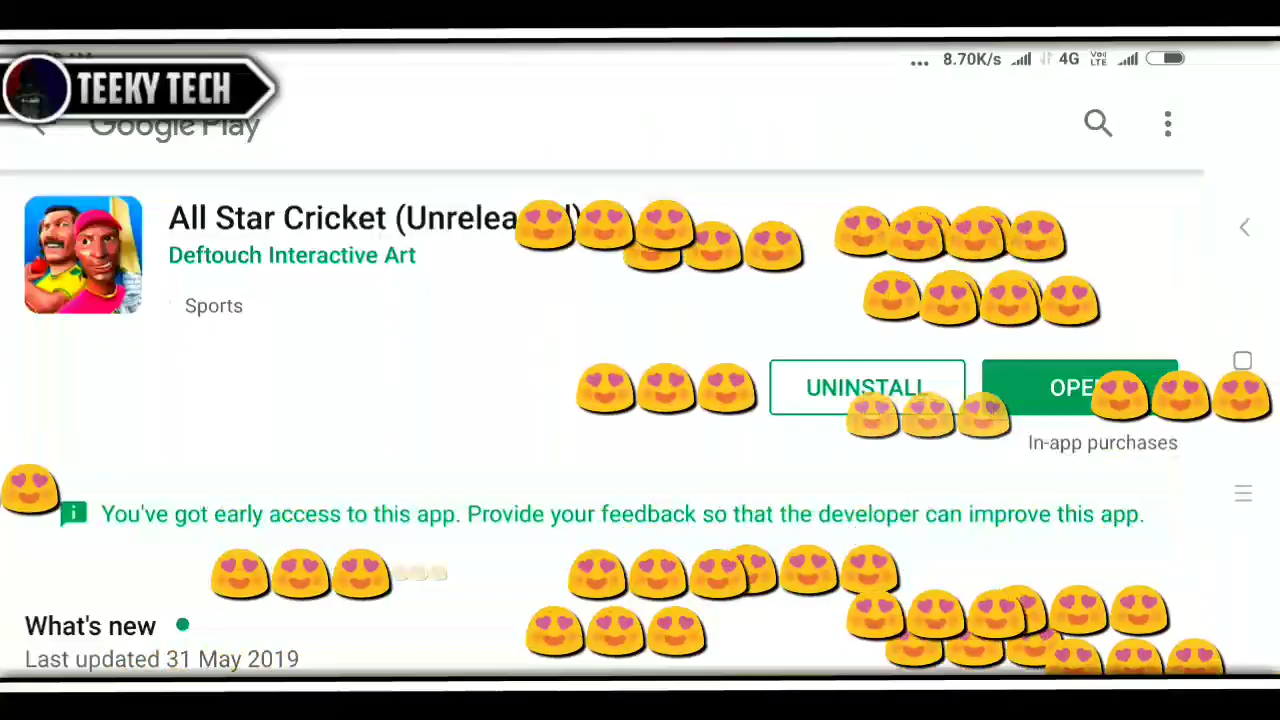 8.70K/s 4G VoLTE
TEEKY TECH
Google Play
All Star Cricket
Deftouch Interactive Art
Sports
UNINSTALL
In-app purchases
You've got early access to this app. Provide your feedback so that the developer can improve this app.
What's new
Last updated 31 May 2019